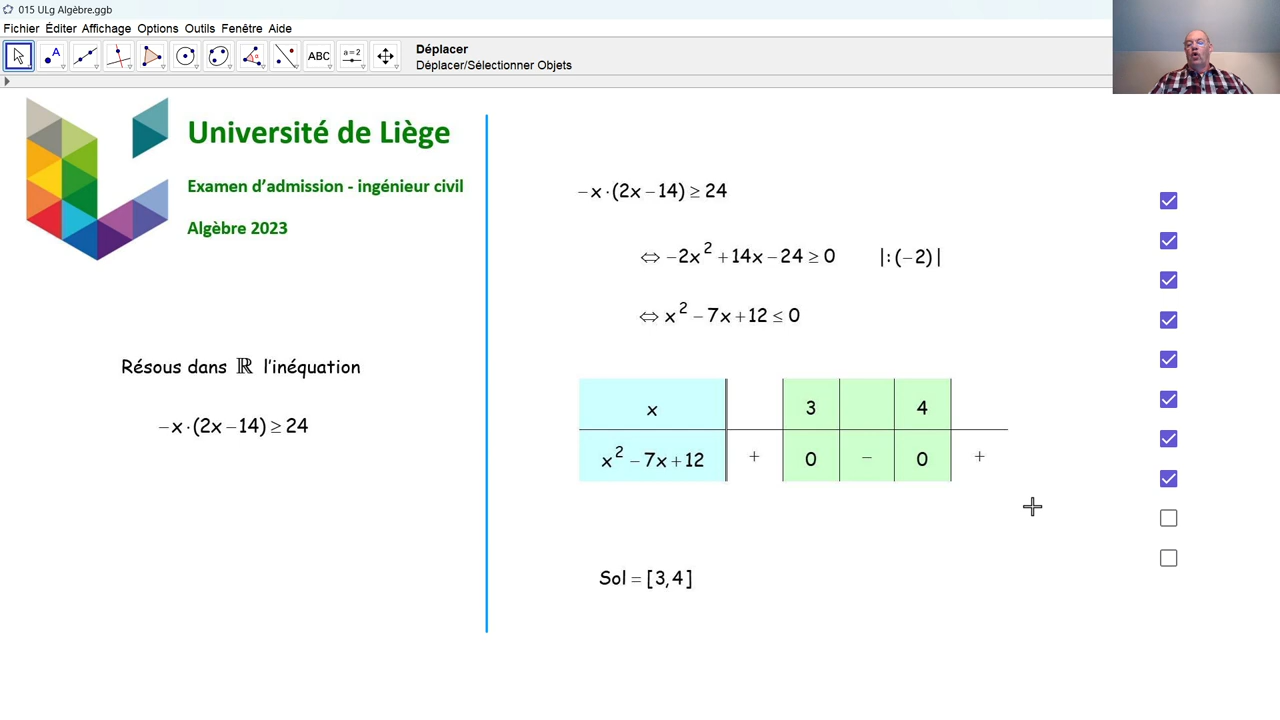 015 ULg Algèbre.ggb
Fichier Éditer Affichage Options Outils Fenêtre Aide
A
ABC
a=2
Déplacer
Déplacer/Sélectionner Objets
Université de Liège
Examen d'admission - ingénieur civil
Algèbre 2023
Résous dans ℝ l'inéquation
−x·(2x−14)≥24
−x·(2x−14)≥24
⇔−2x²+14x−24≥0 |:(−2)|
⇔x²−7x+12≤0
x 3 4
x²−7x+12 + 0 − 0 +
Sol=[3,4]